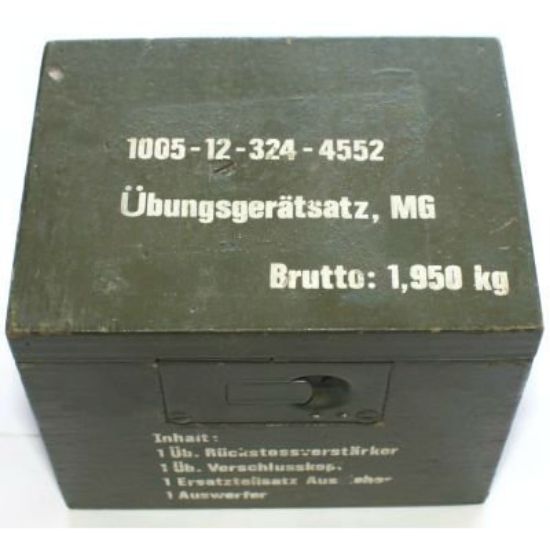 1005-12-324-4552
Übungsgerätsatz, MG
Brutto: 1,950 kg
Inhalt:
1 Üb. Rückstossverstärker
1 Üb. Verschlusskop.
1 Ersatzteilsatz Aus
1 Auswerfer